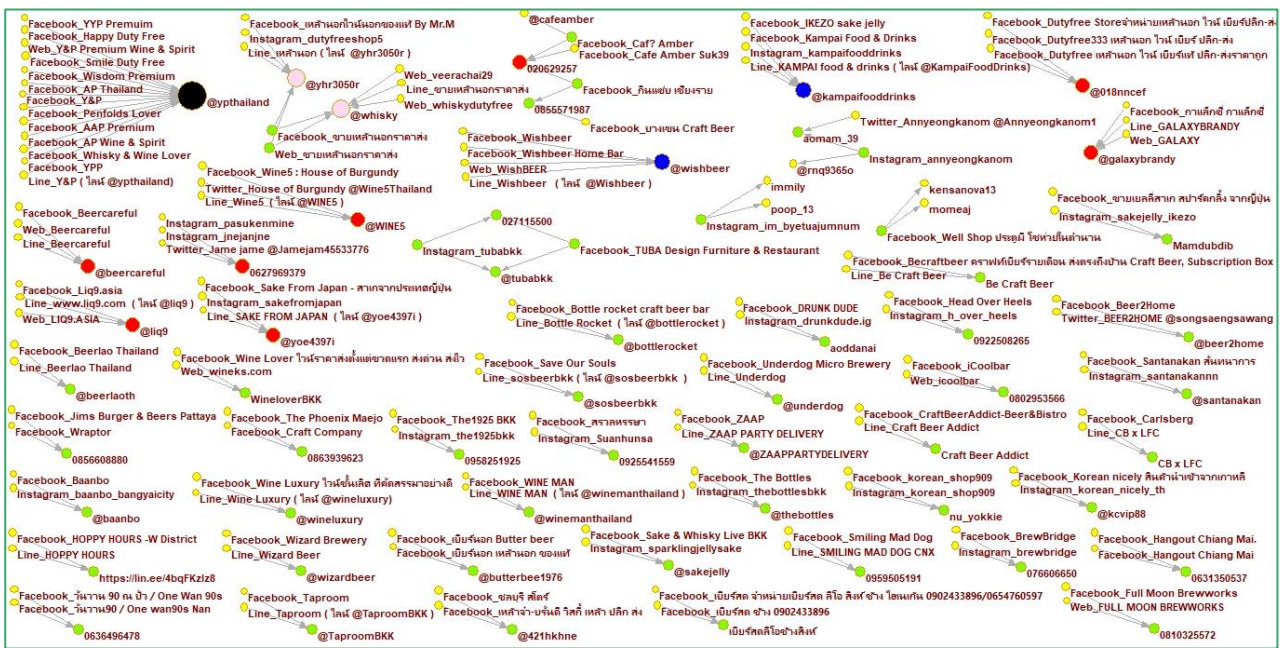 Facebook_YYP Premuim
Facebook_Happy Duty Free
Web_Y&P Premium Wine & Spirit
Facebook_Smile Duty Free
Facebook_Wisdom Premium
Facebook_AP Thailand
Facebook_Y&P
Facebook_Penfolds Lover
Facebook_AAP Premium
Facebook_AP Wine & Spirit
Facebook_Whisky & Wine Lover
Facebook_YPP
Line_Y&P ( ไลน์ @ypthailand)
@ypthailand
Facebook_เหล้านอกไวน์นอกของแท้ By Mr.M
Instagram_dutyfreeshop5
Line_เหล้านอก ( ไลน์ @yhr3050r )
@yhr3050r
Web_veerachai29
Line_ขายเหล้านอกราคาส่ง
Web_whiskydutyfree
@whisky
Facebook_ขายเหล้านอกราคาส่ง
Web_ขายเหล้านอกราคาส่ง
@cafeamber
Facebook_Caf? Amber
Facebook_Cafe Amber Suk39
020629257
Facebook_กินแซ่บ เชียงราย
0855571987
Facebook_บางเขน Craft Beer
Facebook_IKEZO sake jelly
Facebook_Kampai Food & Drinks
Instagram_kampaifooddrinks
Line_KAMPAI food & drinks ( ไลน์ @KampaiFoodDrinks)
@kampaifooddrinks
Facebook_Dutyfree Storeจำหน่ายเหล้านอก ไวน์ เบียร์ปลีก-ส่ง
Facebook_Dutyfree333 เหล้านอก ไวน์ เบียร์ ปลีก-ส่ง
Facebook_Dutyfree เหล้านอก ไวน์ เบียร์แท้ ปลีก-ส่งราคาถูก
@018nncef
Twitter_Annyeongkanom @Annyeongkanom1
aomam_39
Instagram_annyeongkanom
@rnq9365o
Facebook_กาแล็กซี่ กาแล็กซี่
Line_GALAXYBRANDY
Web_GALAXY
@galaxybrandy
Facebook_Wishbeer
Facebook_Wishbeer Home Bar
Web_WishBEER
Line_Wishbeer ( ไลน์ @Wishbeer )
@wishbeer
Facebook_Wine5 : House of Burgundy
Twitter_House of Burgundy @Wine5Thailand
Line_Wine5 ( ไลน์ @WINE5 )
@WINE5
immily
poop_13
Instagram_im_byetuajumnum
kensanova13
momeaj
Facebook_Well Shop ประตูผี โชห่วยในตำนาน
Facebook_ขายเยลลี่สาเก สปาร์คกลิ้ง จากญี่ปุ่น
Instagram_sakejelly_ikezo
Mamdubdib
Facebook_Beercareful
Web_Beercareful
Line_Beercareful
@beercareful
Instagram_pasukenmine
Instagram_jnejanjne
Twitter_Jame jame @Jamejam45533776
0627969379
027115500
Instagram_tubabkk
Facebook_TUBA Design Furniture & Restaurant
@tubabkk
Facebook_Becraftbeer คราฟท์เบียร์รายเดือน ส่งตรงถึงบ้าน Craft Beer, Subscription Box
Line_Be Craft Beer
Be Craft Beer
Facebook_Liq9.asia
Line_www.liq9.com ( ไลน์ @liq9 )
Web_LIQ9.ASIA
@liq9
Facebook_Sake From Japan - สาเกจากประเทศญี่ปุ่น
Instagram_sakefromjapan
Line_SAKE FROM JAPAN ( ไลน์ @yoe4397i )
@yoe4397i
Facebook_Bottle rocket craft beer bar
Line_Bottle Rocket ( ไลน์ @bottlerocket )
@bottlerocket
Facebook_DRUNK DUDE
Instagram_drunkdude.ig
aoddanai
Facebook_Head Over Heels
Instagram_h_over_heels
0922508265
Facebook_Beer2Home
Twitter_BEER2HOME @songsaengsawang
@beer2home
Facebook_Beerlao Thailand
Line_Beerlao Thailand
@beerlaoth
Facebook_Wine Lover ไวน์ราคาส่งตั้งแต่ขวดแรก ส่งด่วน ส่งไว
Web_wineks.com
WineloverBKK
Facebook_Save Our Souls
Line_sosbeerbkk ( ไลน์ @sosbeerbkk )
@sosbeerbkk
Facebook_Underdog Micro Brewery
Line_Underdog
@underdog
Facebook_iCoolbar
Web_icoolbar
0802953566
Facebook_Santanakan สันทนาการ
Instagram_santanakannn
@santanakan
Facebook_Jims Burger & Beers Pattaya
Facebook_Wraptor
0856608880
Facebook_The Phoenix Maejo
Facebook_Craft Company
0863939623
Facebook_The1925 BKK
Instagram_the1925bkk
0958251925
Facebook_สรวลหรรษา
Instagram_Suanhunsa
0925541559
Facebook_ZAAP
Line_ZAAP PARTY DELIVERY
@ZAAPPARTYDELIVERY
Facebook_CraftBeerAddict-Beer&Bistro
Line_Craft Beer Addict
Craft Beer Addict
Facebook_Carlsberg
Line_CB x LFC
CB x LFC
Facebook_Baanbo
Instagram_baanbo_bangyaicity
@baanbo
Facebook_Wine Luxury ไวน์ชั้นเลิศ ที่คัดสรรมาอย่างดี
Line_Wine Luxury ( ไลน์ @wineluxury)
@wineluxury
Facebook_WINE MAN
Line_WINE MAN ( ไลน์ @winemanthailand )
@winemanthailand
Facebook_The Bottles
Instagram_thebottlesbkk
@thebottles
Facebook_korean_shop909
Instagram_korean_shop909
nu_yokkie
Facebook_Korean nicely สินค้านำเข้าจากเกาหลี
Instagram_korean_nicely_th
@kcvip88
Facebook_HOPPY HOURS -W District
Line_HOPPY HOURS
https://lin.ee/4bqFKzIz8
Facebook_Wizard Brewery
Line_Wizard Beer
@wizardbeer
Facebook_เบียร์นอก Butter beer
Facebook_เบียร์นอก เหล้านอก ของแท้
@butterbee1976
Facebook_Sake & Whisky Live BKK
Instagram_sparklingjellysake
@sakejelly
Facebook_Smiling Mad Dog
Line_SMILING MAD DOG CNX
0959505191
Facebook_BrewBridge
Instagram_brewbridge
076606650
Facebook_Hangout Chiang Mai.
Facebook_Hangout Chiang Mai
0631350537
Facebook_วันวาน 90 ณ ปัว / One Wan 90s
Facebook_วันวาน90 / One wan90s Nan
0636496478
Facebook_Taproom
Line_Taproom ( ไลน์ @TaproomBKK )
@TaproomBKK
Facebook_ชลบุรี สโตร์
Facebook_เหล้าจ๋า-บรั่นดี วิสกี้ เหล้า ปลีก ส่ง
@421hkhne
Facebook_เบียร์สด จำหน่ายเบียร์สด ลีโอ สิงห์ ช้าง ไฮเนเก้น 0902433896/0654760597
Facebook_เบียร์สด ช้าง 0902433896
เบียร์สดลีโอช้างสิงห์
Facebook_Full Moon Brewworks
Web_FULL MOON BREWWORKS
0810325572